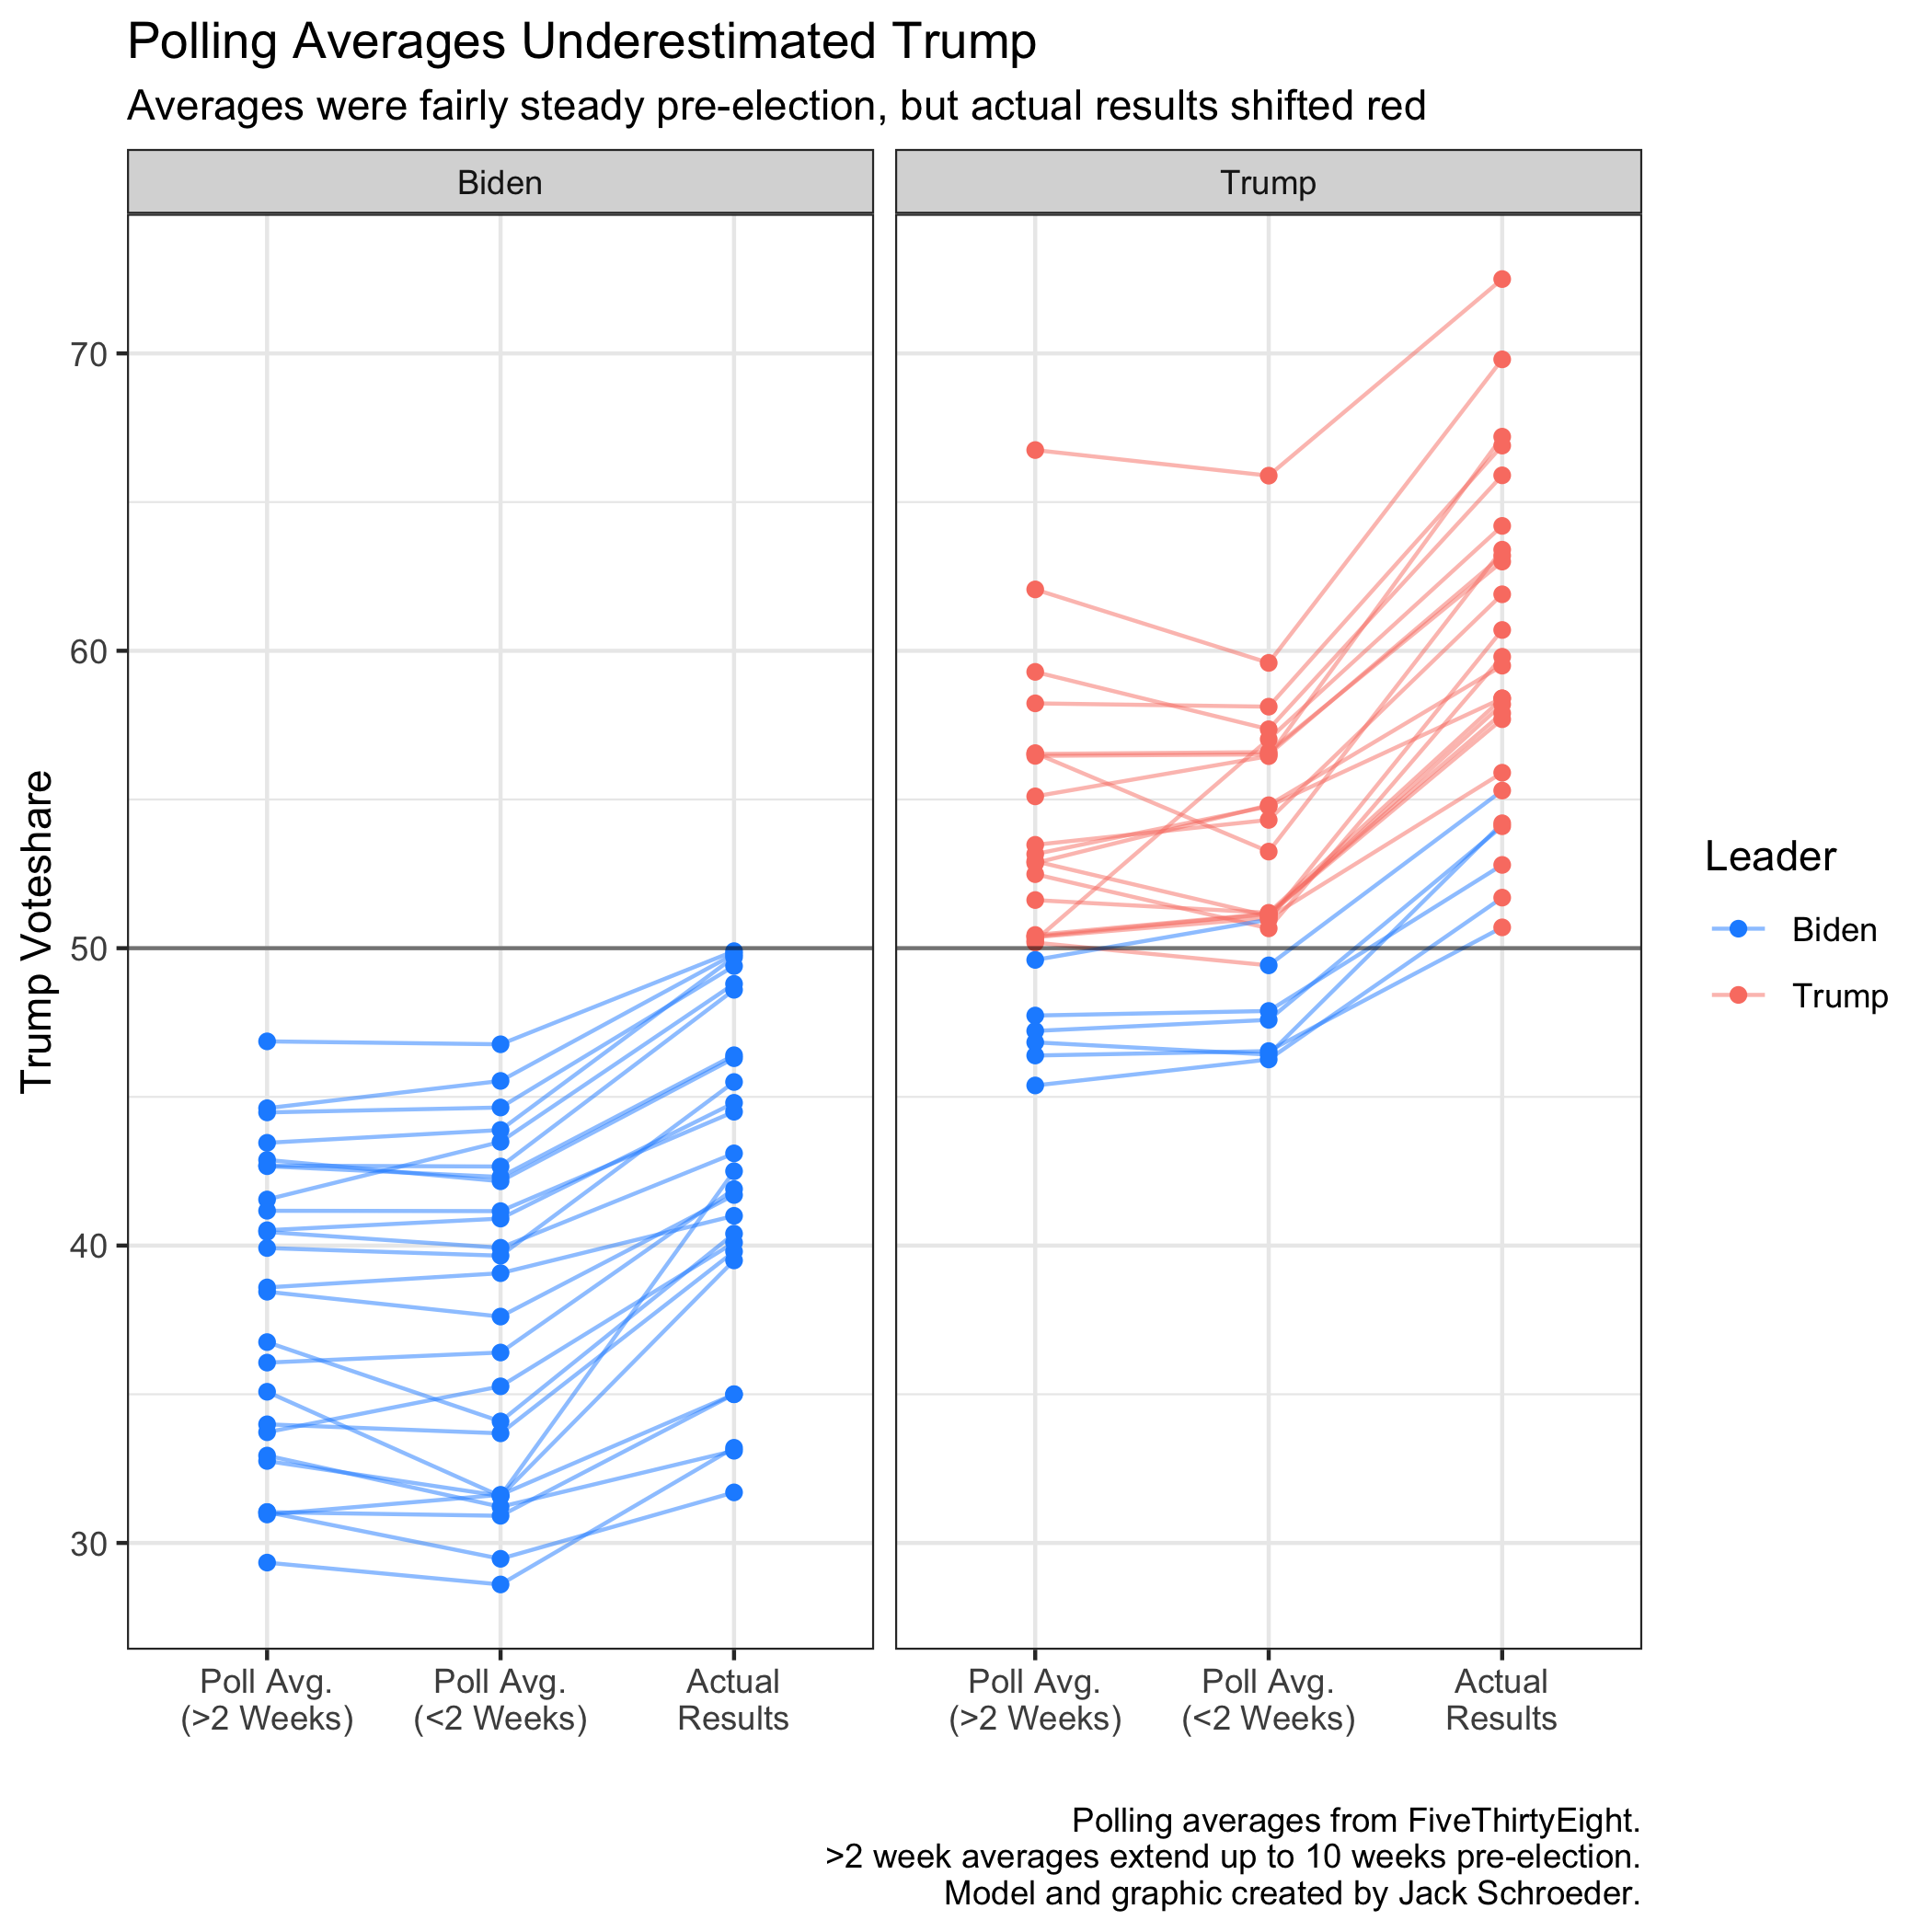 Polling Averages Underestimated Trump
Averages were fairly steady pre-election, but actual results shifted red
Biden
Trump
Trump Voteshare
70
60
50
40
30
Poll Avg.
(>2 Weeks)
Poll Avg.
(<2 Weeks)
Actual
Results
Poll Avg.
(>2 Weeks)
Poll Avg.
(<2 Weeks)
Actual
Results
Leader
Biden
Trump
Polling averages from FiveThirtyEight.
>2 week averages extend up to 10 weeks pre-election.
Model and graphic created by Jack Schroeder.